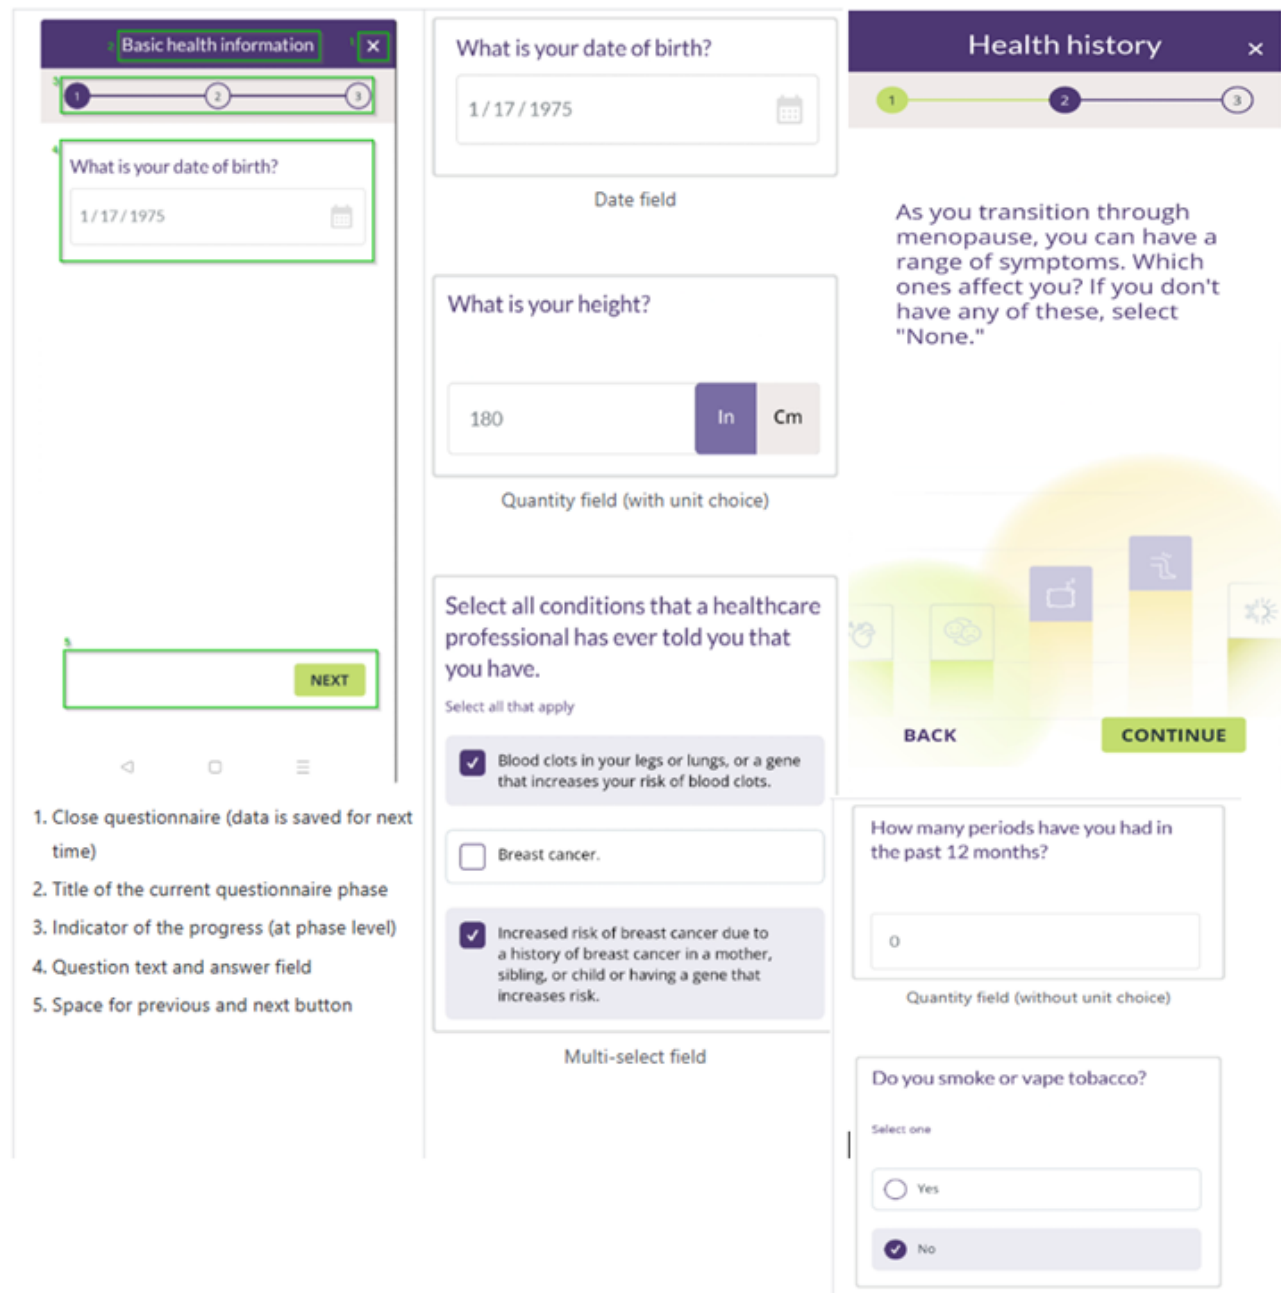 2 Basic health information 1 ×
3
1 2 3
4
What is your date of birth?
1 / 17 / 1975
5
NEXT
1. Close questionnaire (data is saved for next
time)
2. Title of the current questionnaire phase
3. Indicator of the progress (at phase level)
4. Question text and answer field
5. Space for previous and next button
What is your date of birth?
1 / 17 / 1975
Date field
What is your height?
180 In Cm
Quantity field (with unit choice)
Select all conditions that a healthcare
professional has ever told you that
you have.
Select all that apply
Blood clots in your legs or lungs, or a gene
that increases your risk of blood clots.
Breast cancer.
Increased risk of breast cancer due to
a history of breast cancer in a mother,
sibling, or child or having a gene that
increases risk.
Multi-select field
Health history ×
1 2 3
As you transition through
menopause, you can have a
range of symptoms. Which
ones affect you? If you don't
have any of these, select
"None."
BACK CONTINUE
How many periods have you had in
the past 12 months?
0
Quantity field (without unit choice)
Do you smoke or vape tobacco?
Select one
Yes
No